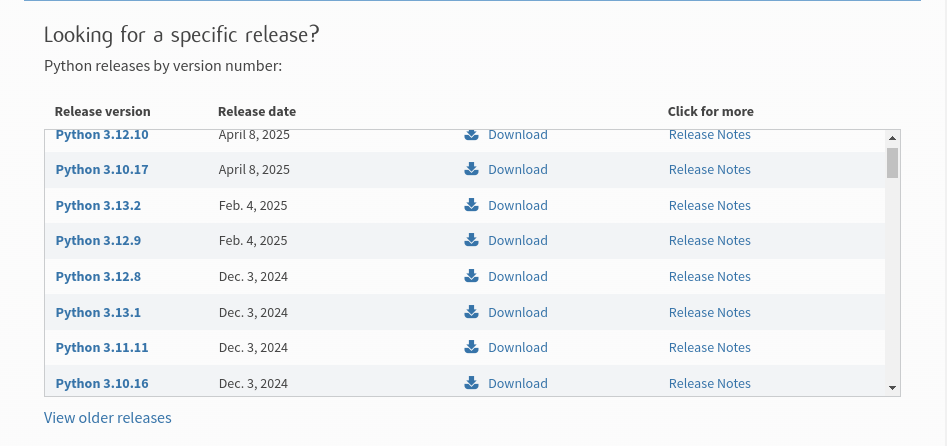 Looking for a specific release?
Python releases by version number:
Release version Release date Click for more
Python 3.12.10 April 8, 2025 Download Release Notes
Python 3.10.17 April 8, 2025 Download Release Notes
Python 3.13.2 Feb. 4, 2025 Download Release Notes
Python 3.12.9 Feb. 4, 2025 Download Release Notes
Python 3.12.8 Dec. 3, 2024 Download Release Notes
Python 3.13.1 Dec. 3, 2024 Download Release Notes
Python 3.11.11 Dec. 3, 2024 Download Release Notes
Python 3.10.16 Dec. 3, 2024 Download Release Notes
View older releases